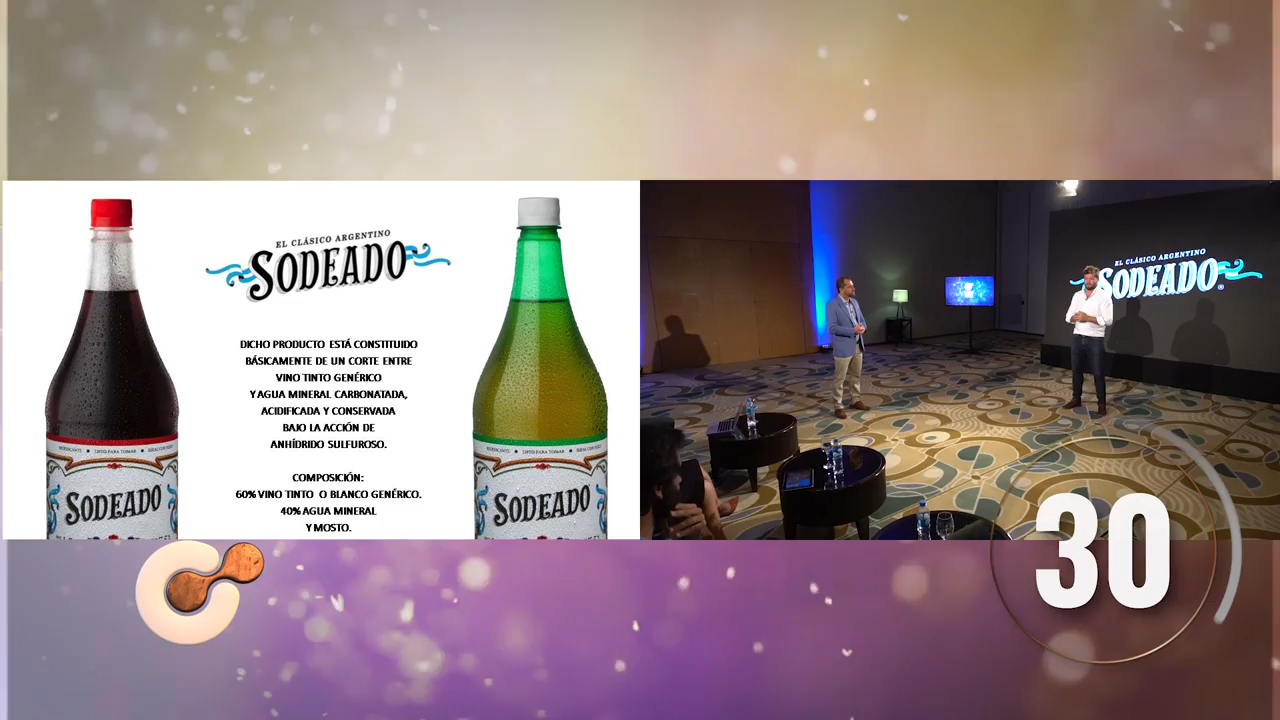 EL CLÁSICO ARGENTINO
SODEADO
DICHO PRODUCTO ESTÁ CONSTITUIDO
BÁSICAMENTE DE UN CORTE ENTRE
VINO TINTO GENÉRICO
Y AGUA MINERAL CARBONATADA,
ACIDIFICADA Y CONSERVADA
BAJO LA ACCIÓN DE
ANHÍDRIDO SULFUROSO.
COMPOSICIÓN:
60% VINO TINTO O BLANCO GENÉRICO.
40% AGUA MINERAL
Y MOSTO.
SODEADO
SODEADO
EL CLÁSICO ARGENTINO
SODEADO
30